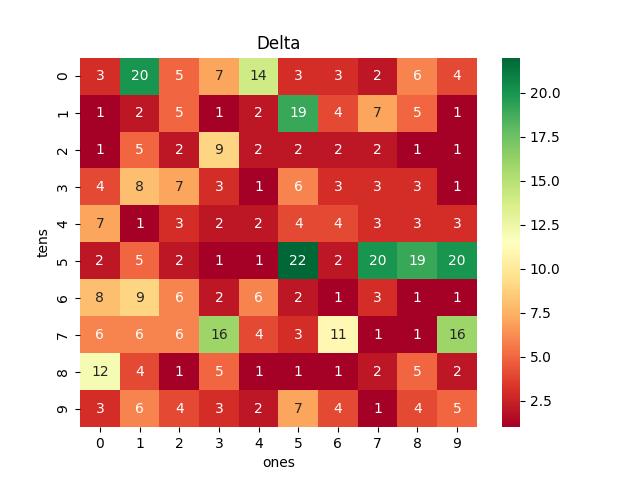 Delta
0 3 20 5 7 14 3 3 2 6 4
1 1 2 5 1 2 19 4 7 5 1
2 1 5 2 9 2 2 2 2 1 1
3 4 8 7 3 1 6 3 3 3 1
4 7 1 3 2 2 4 4 3 3 3
5 2 5 2 1 1 22 2 20 19 20
6 8 9 6 2 6 2 1 3 1 1
7 6 6 6 16 4 3 11 1 1 16
8 12 4 1 5 1 1 1 2 5 2
9 3 6 4 3 2 7 4 1 4 5
0 1 2 3 4 5 6 7 8 9
ones
tens
20.0
17.5
15.0
12.5
10.0
7.5
5.0
2.5